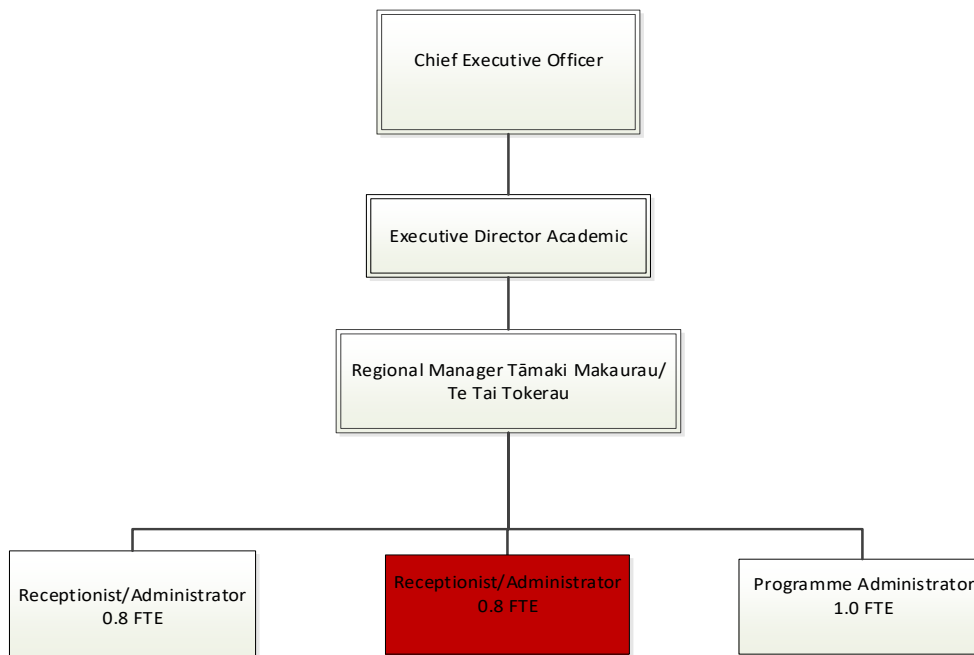 Chief Executive Officer
Executive Director Academic
Regional Manager Tāmaki Makaurau/
Te Tai Tokerau
Receptionist/Administrator
0.8 FTE
Receptionist/Administrator
0.8 FTE
Programme Administrator
1.0 FTE